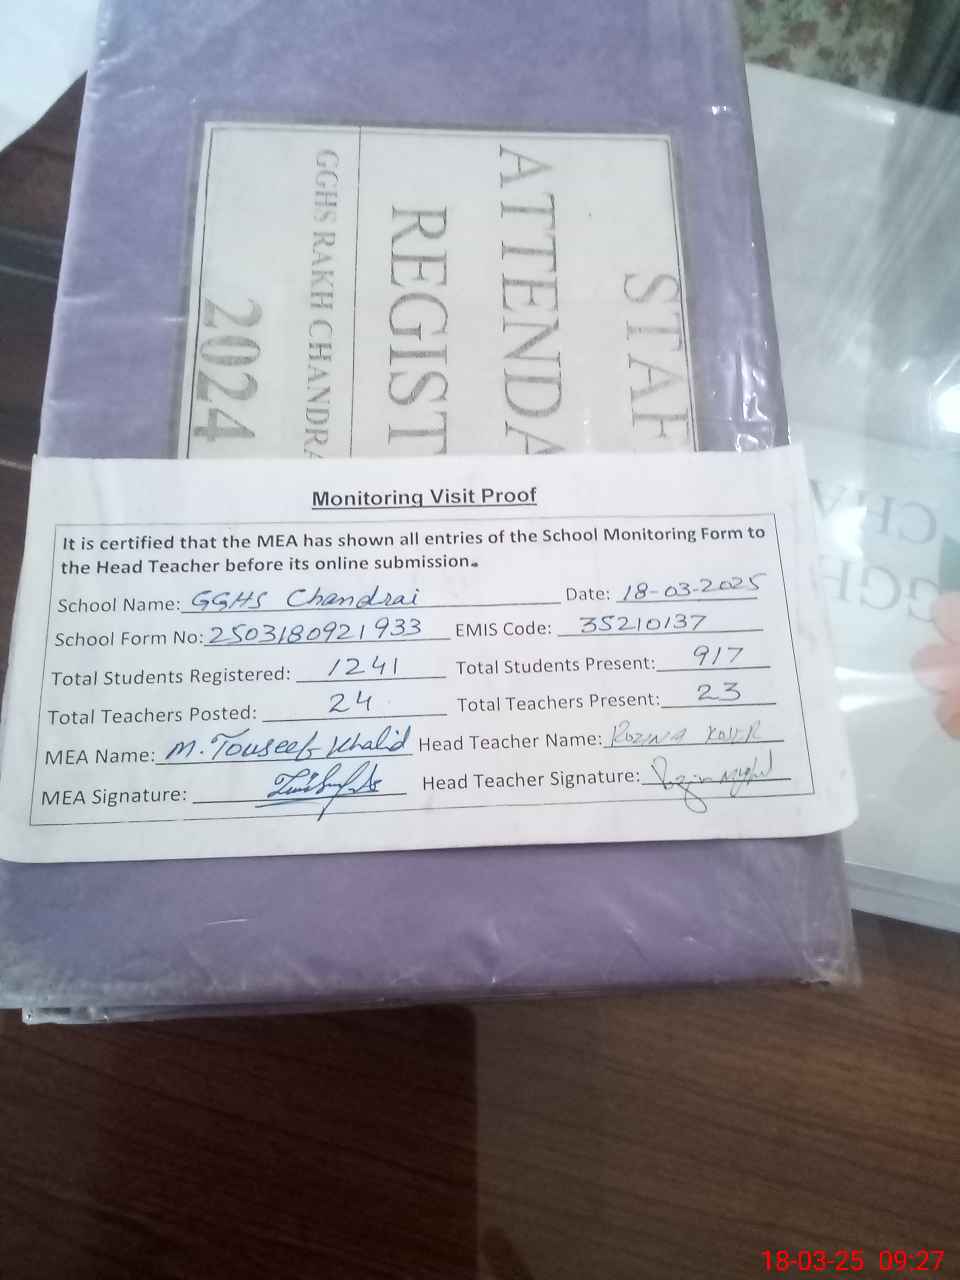 STAF
ATTENDA
REGIST
GGHS RAKH CHANDRA
2024
Monitoring Visit Proof
It is certified that the MEA has shown all entries of the School Monitoring Form to
the Head Teacher before its online submission.
School Name: GGHS Chandrai Date: 18-03-2025
School Form No: 2503180921933 EMIS Code: 35210137
Total Students Registered: 1241 Total Students Present: 917
Total Teachers Posted: 24 Total Teachers Present: 23
MEA Name: M. Touseef Khalid Head Teacher Name: ROZINA
MEA Signature: Head Teacher Signature:
18-03-25 09:27